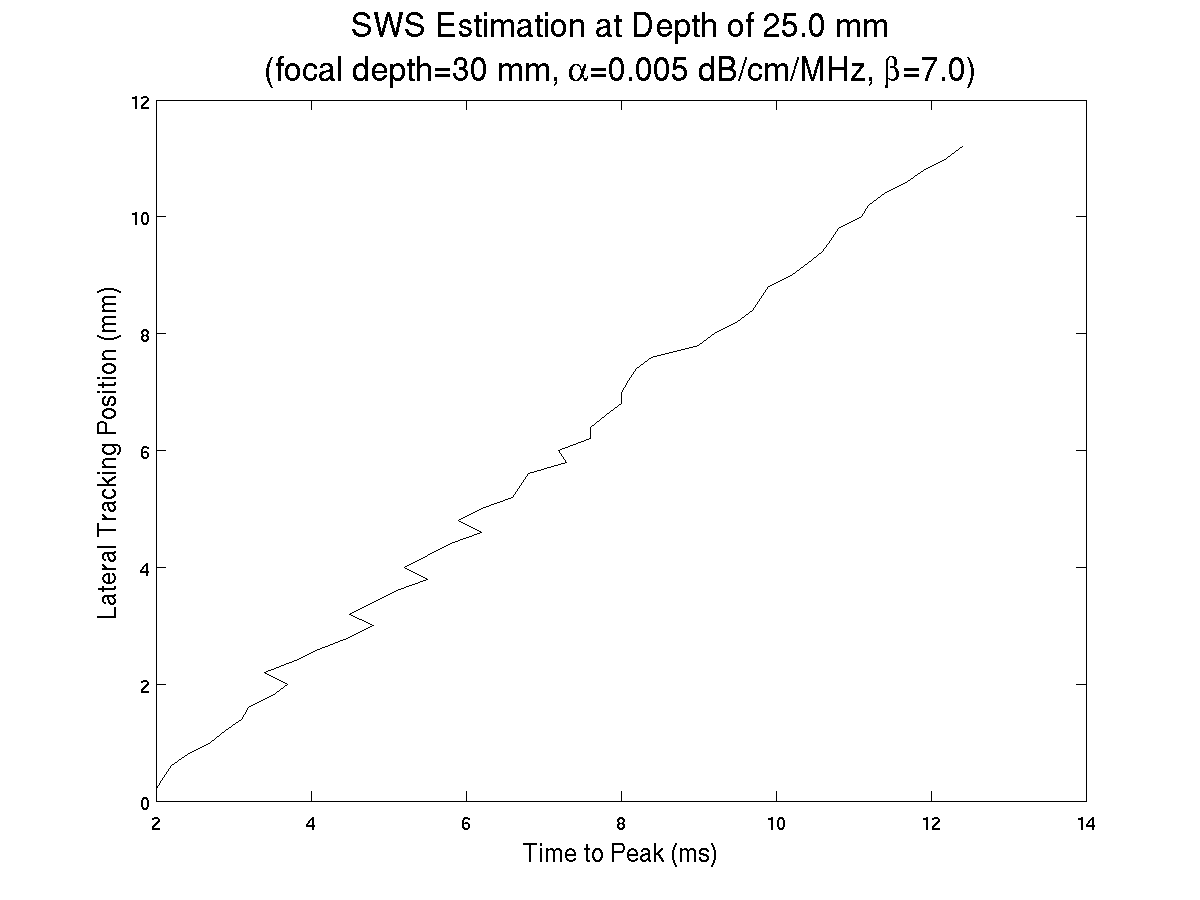 SWS Estimation at Depth of 25.0 mm
(focal depth=30 mm, α=0.005 dB/cm/MHz, β=7.0)
12
10
8
6
4
2
0
Lateral Tracking Position (mm)
2 4 6 8 10 12 14
Time to Peak (ms)